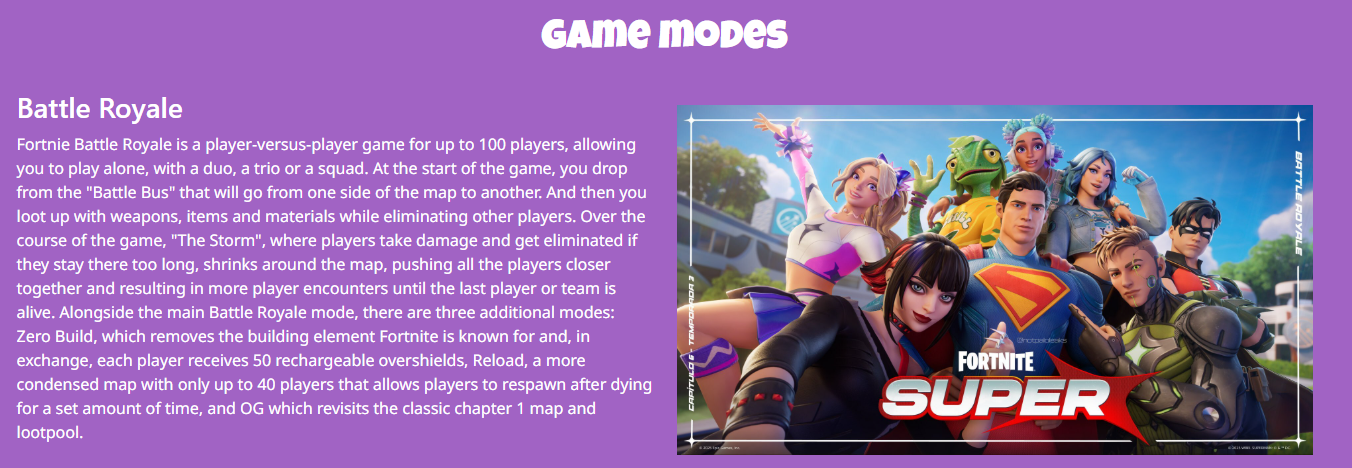 Game modes
Battle Royale
Fortnie Battle Royale is a player-versus-player game for up to 100 players, allowing
you to play alone, with a duo, a trio or a squad. At the start of the game, you drop
from the "Battle Bus" that will go from one side of the map to another. And then you
loot up with weapons, items and materials while eliminating other players. Over the
course of the game, "The Storm", where players take damage and get eliminated if
they stay there too long, shrinks around the map, pushing all the players closer
together and resulting in more player encounters until the last player or team is
alive. Alongside the main Battle Royale mode, there are three additional modes:
Zero Build, which removes the building element Fortnite is known for and, in
exchange, each player receives 50 rechargeable overshields, Reload, a more
condensed map with only up to 40 players that allows players to respawn after dying
for a set amount of time, and OG which revisits the classic chapter 1 map and
lootpool.
BATTLE ROYALE
CAPÍTULO 6 - TEMPORADA 3
FORTNITE
SUPER